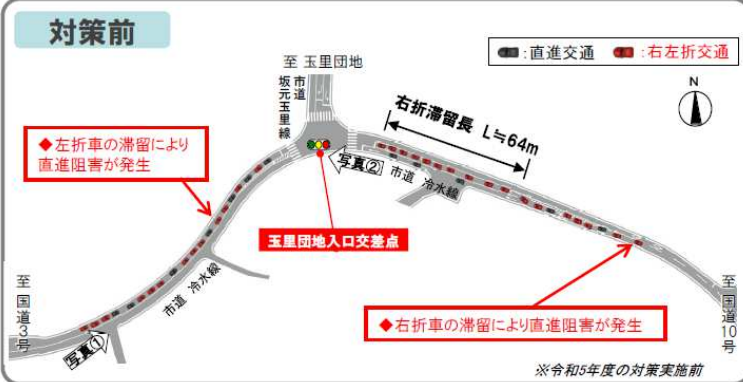 対策前
:直進交通
:右左折交通
N
至 玉里団地
市道
坂元玉里線
右折滞留長 L≒64m
◆左折車の滞留により
直進阻害が発生
写真②
市道 冷水線
玉里団地入口交差点
至 国道3号
市道 冷水線
写真①
至 国道10号
◆右折車の滞留により直進阻害が発生
※令和5年度の対策実施前